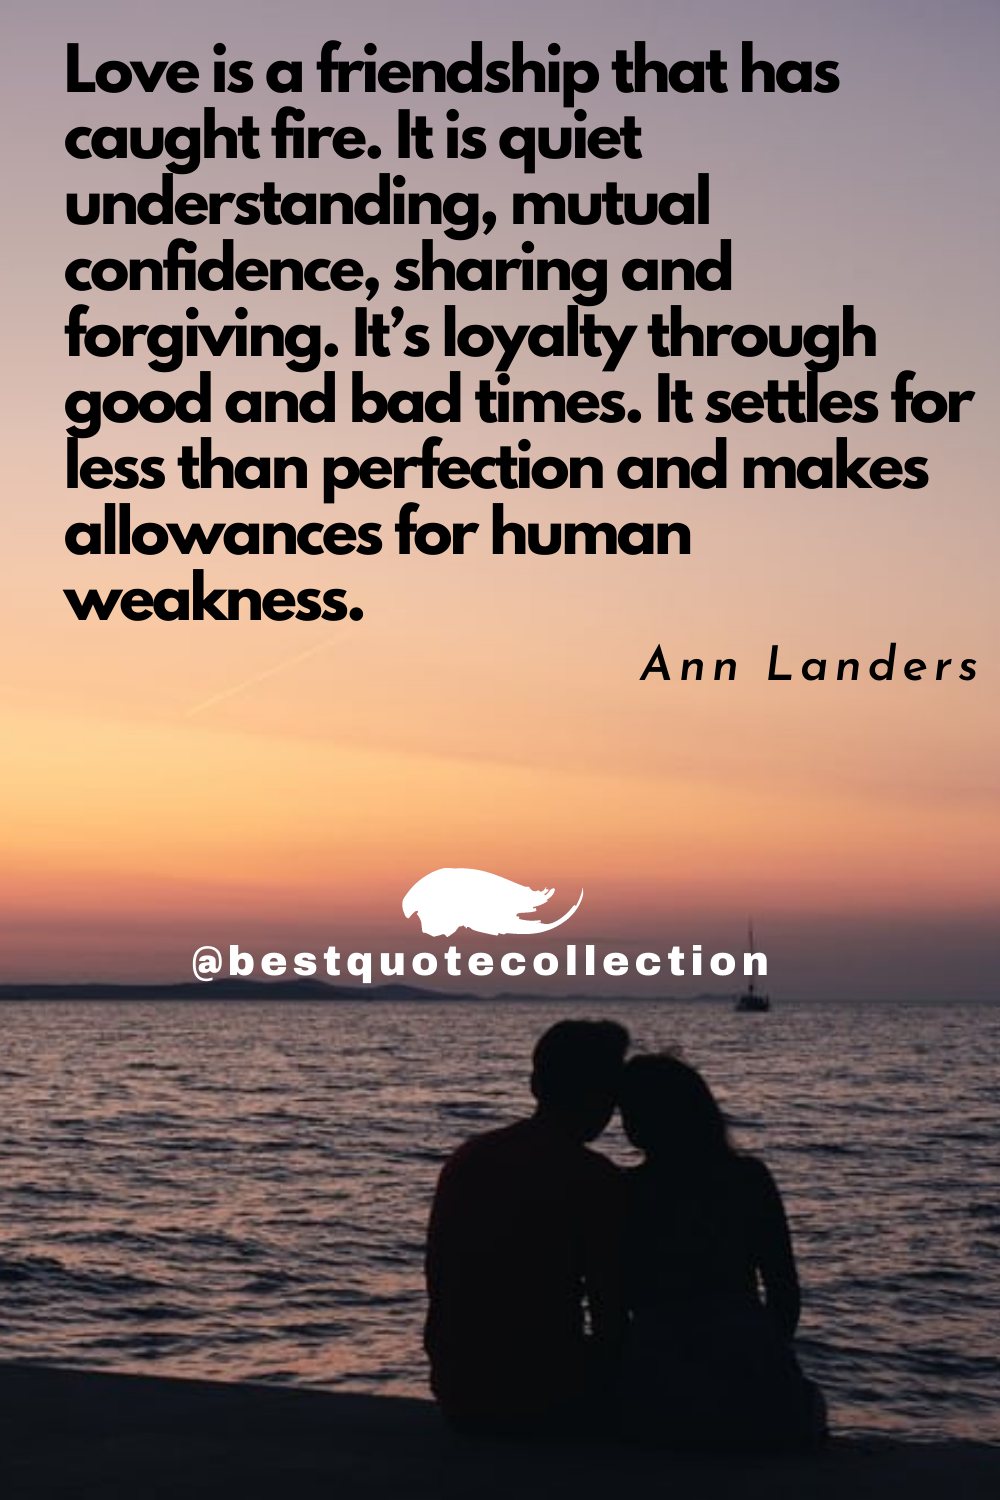 Love is a friendship that has
caught fire. It is quiet
understanding, mutual
confidence, sharing and
forgiving. It’s loyalty through
good and bad times. It settles for
less than perfection and makes
allowances for human
weakness.
Ann Landers
@bestquotecollection